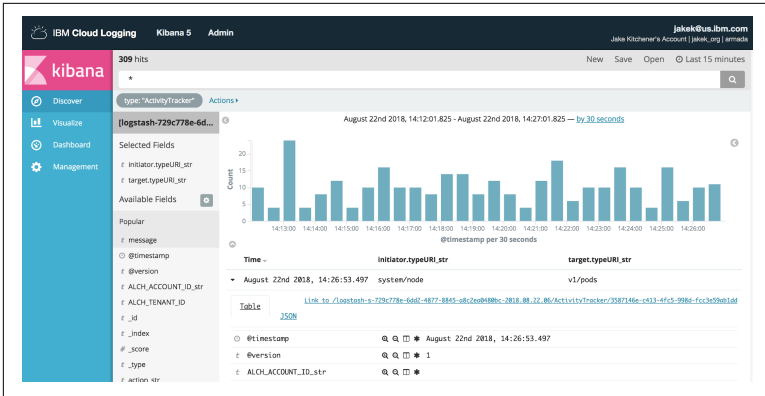 IBM Cloud Logging Kibana 5 Admin
jakek@us.ibm.com
Jake Kitchener's Account | jakek_org | armada
kibana
Discover
Visualize
Dashboard
Management
309 hits
New Save Open Last 15 minutes
*
type: "ActivityTracker" Actions
[logstash-729c778e-6d...
Selected Fields
t initiator.typeURI_str
t target.typeURI_str
Available Fields
Popular
t message
@timestamp
t @version
t ALCH_ACCOUNT_ID_str
t ALCH_TENANT_ID
t _id
t _index
# _score
t _type
t action_str
August 22nd 2018, 14:12:01.825 - August 22nd 2018, 14:27:01.825 — by 30 seconds
Count
20
15
10
5
0
14:13:00 14:14:00 14:15:00 14:16:00 14:17:00 14:18:00 14:19:00 14:20:00 14:21:00 14:22:00 14:23:00 14:24:00 14:25:00 14:26:00
@timestamp per 30 seconds
Time initiator.typeURI_str target.typeURI_str
August 22nd 2018, 14:26:53.497 system/node v1/pods
Table
JSON
Link to /logstash-s-729c778e-6dd2-4877-8845-a8c2ea0480bc-2018.08.22.06/ActivityTracker/3587146e-c413-4fc5-998d-fcc3e59ab1dd
@timestamp August 22nd 2018, 14:26:53.497
t @version 1
t ALCH_ACCOUNT_ID_str